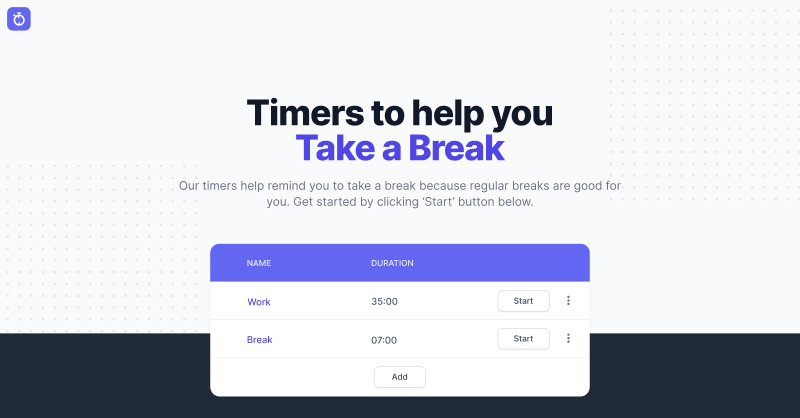 Timers to help you
Take a Break
Our timers help remind you to take a break because regular breaks are good for
you. Get started by clicking ‘Start’ button below.
NAME DURATION
Work 35:00 Start
Break 07:00 Start
Add